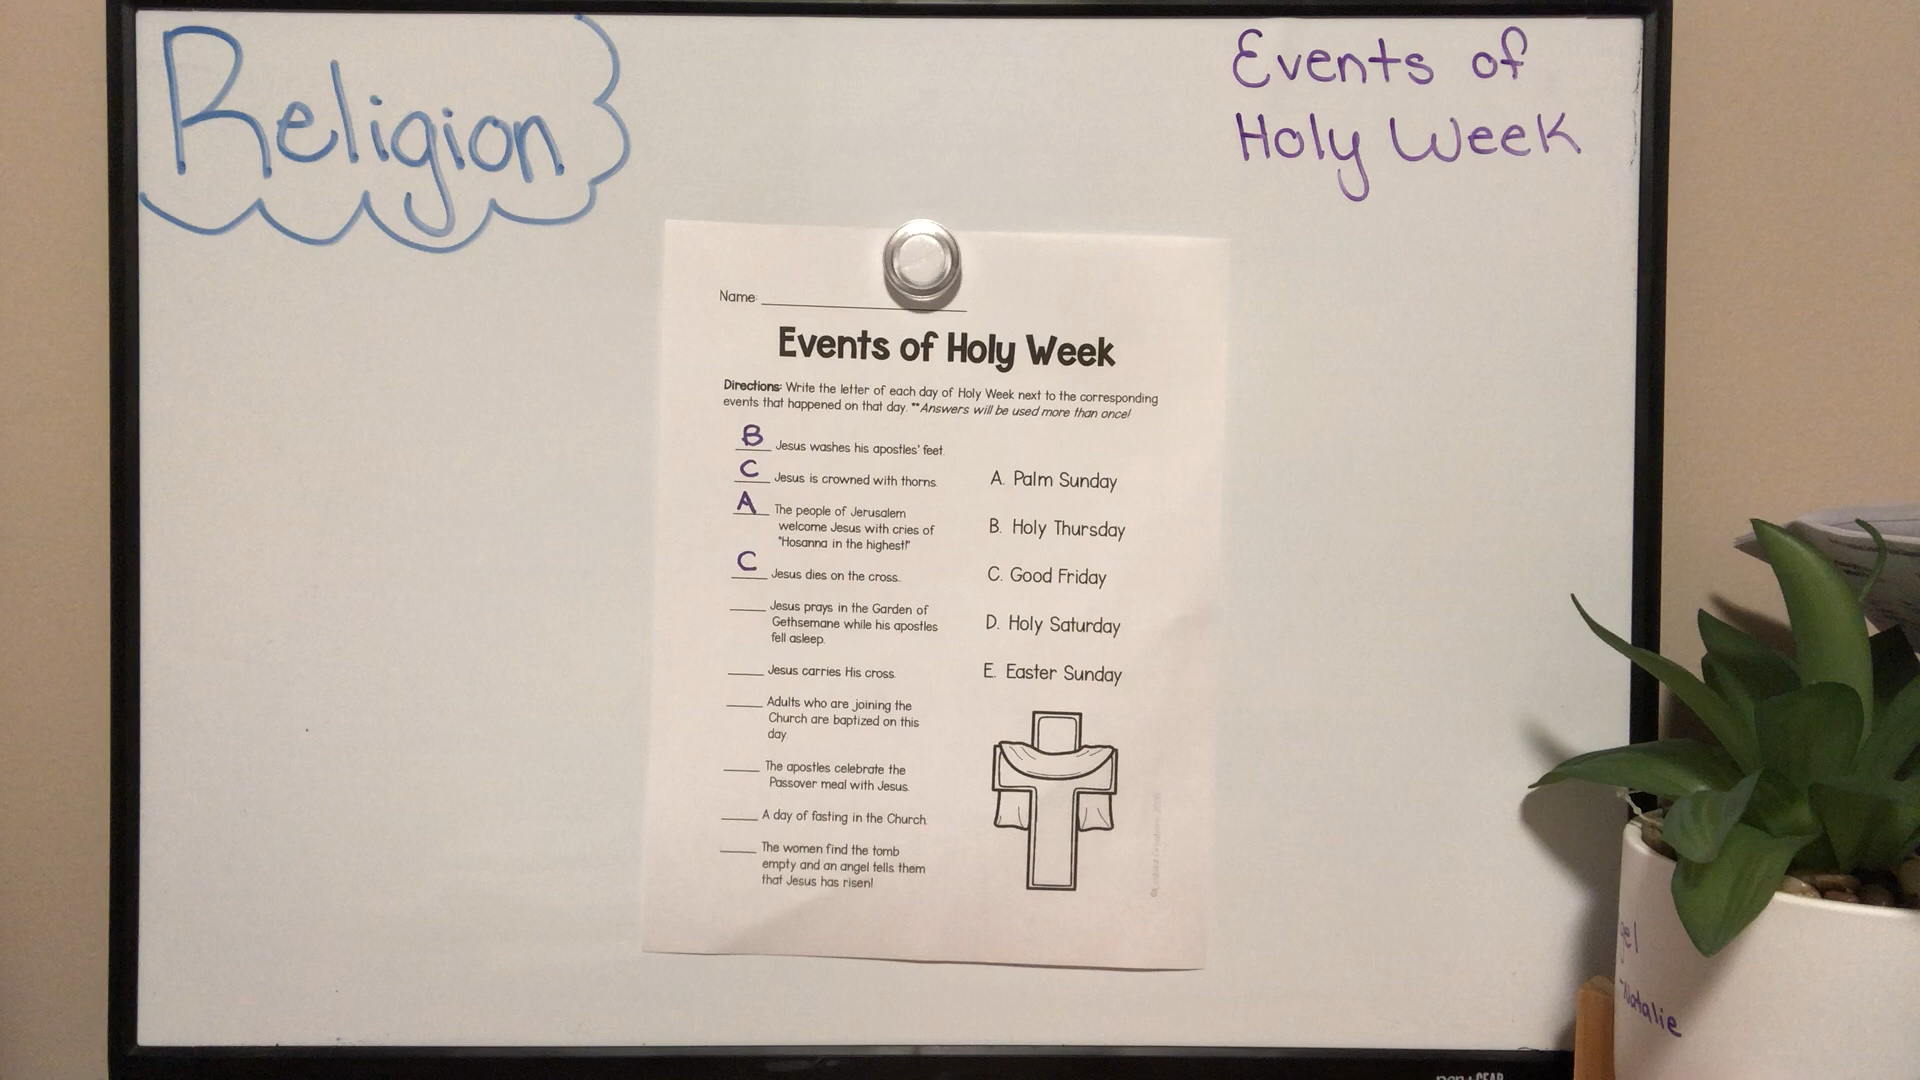 Religion
Events of
Holy Week
Name:
Events of Holy Week
Directions: Write the letter of each day of Holy Week next to the corresponding
events that happened on that day. **Answers will be used more than once!
B Jesus washes his apostles' feet.
C Jesus is crowned with thorns.
A The people of Jerusalem
welcome Jesus with cries of
"Hosanna in the highest!"
C Jesus dies on the cross.
Jesus prays in the Garden of
Gethsemane while his apostles
fell asleep.
Jesus carries His cross.
Adults who are joining the
Church are baptized on this
day.
The apostles celebrate the
Passover meal with Jesus.
A day of fasting in the Church.
The women find the tomb
empty and an angel tells them
that Jesus has risen!
A. Palm Sunday
B. Holy Thursday
C. Good Friday
D. Holy Saturday
E. Easter Sunday
gel
Natalie